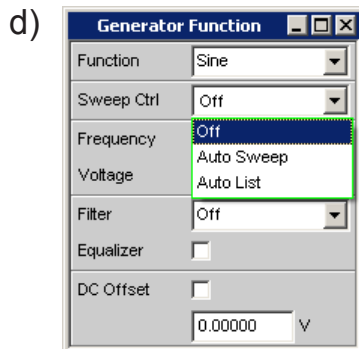 d)
Generator Function
Function Sine
Sweep Ctrl Off
Frequency Off
Auto Sweep
Voltage
Auto List
Filter Off
Equalizer
DC Offset
0.00000 V